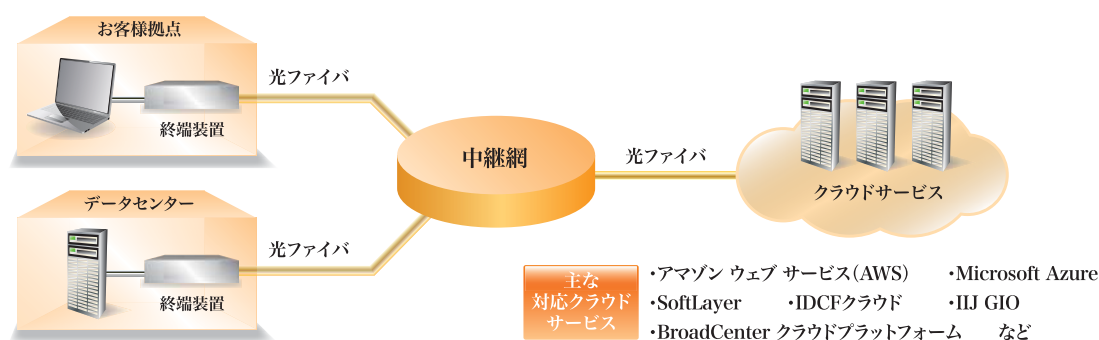 お客様拠点
光ファイバ
終端装置
中継網
光ファイバ
クラウドサービス
データセンター
光ファイバ
終端装置
主な
対応クラウド
サービス
・アマゾン ウェブ サービス（AWS） ・Microsoft Azure
・SoftLayer ・IDCFクラウド ・IIJ GIO
・BroadCenter クラウドプラットフォーム など